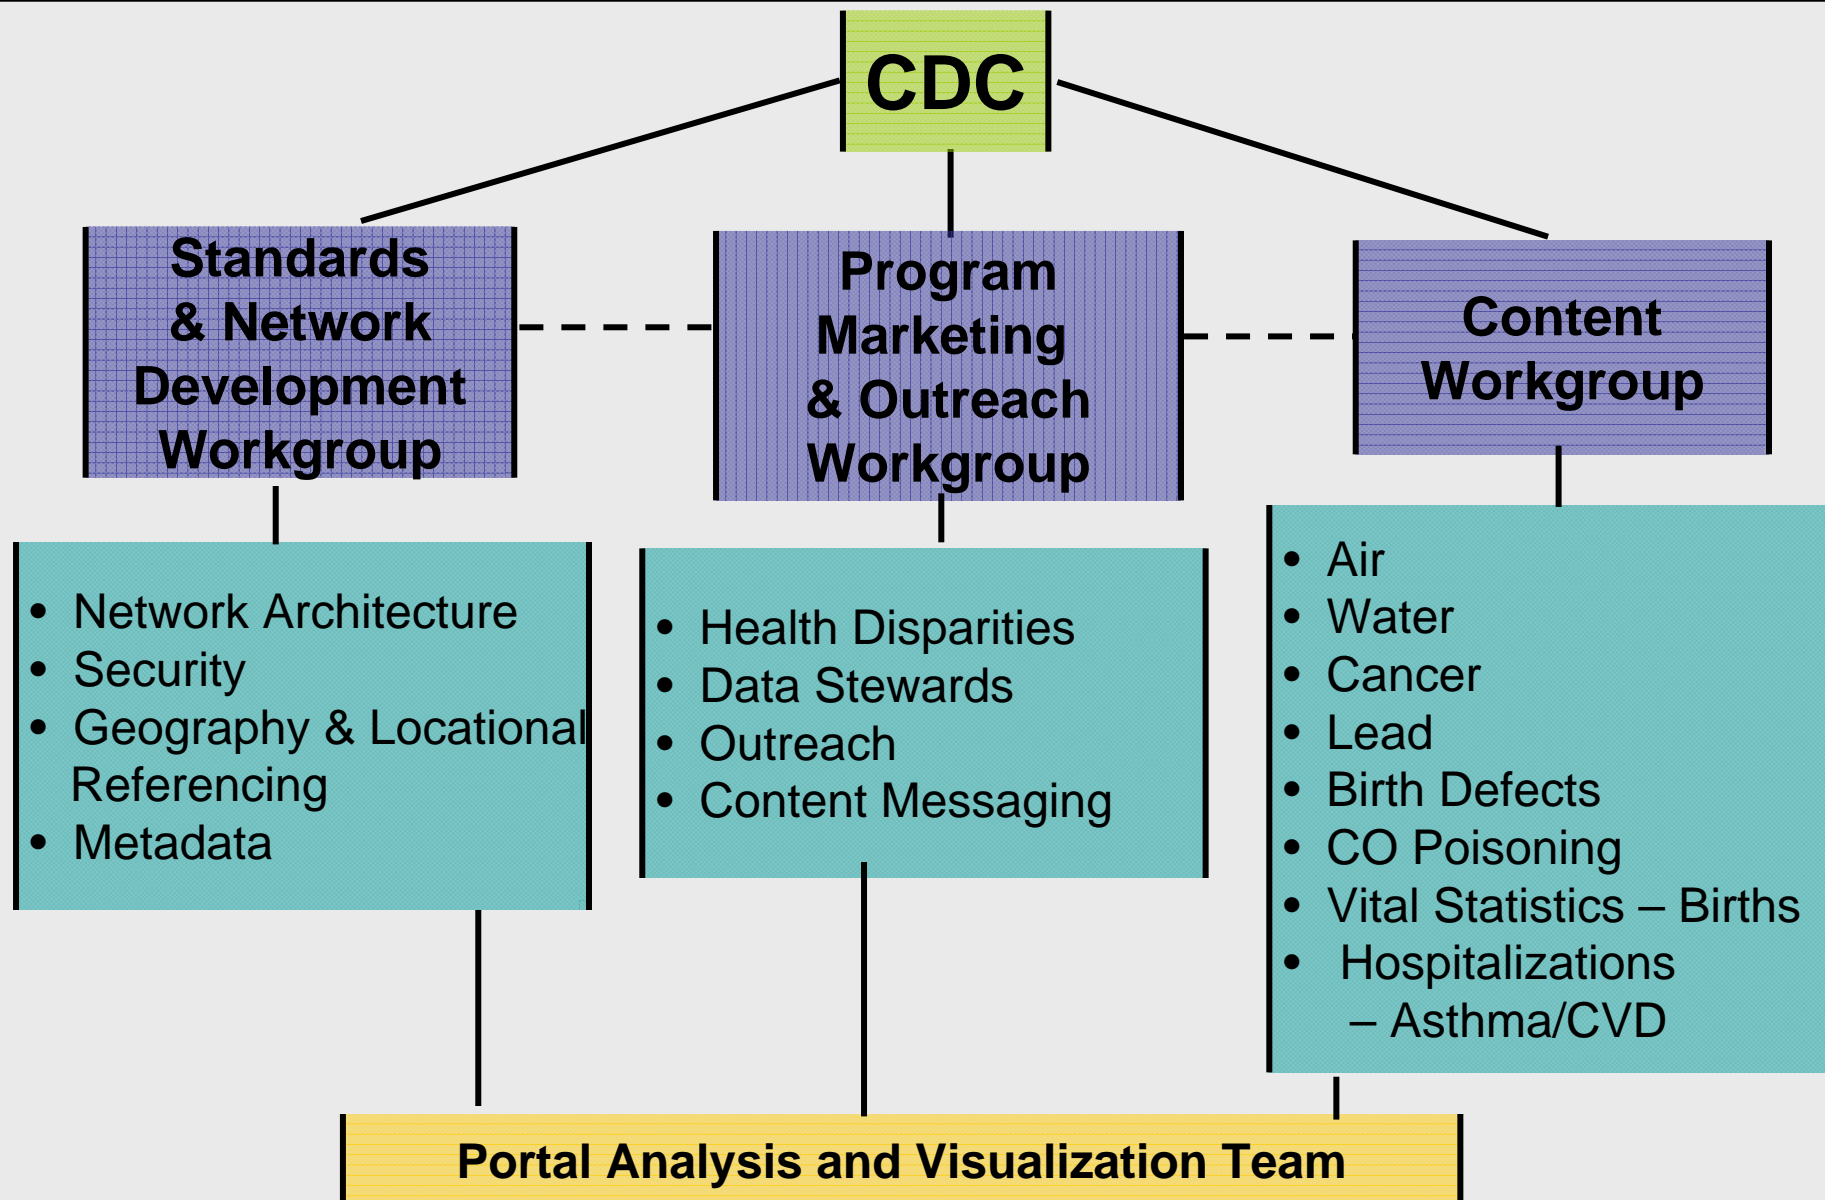 CDC
Standards
& Network
Development
Workgroup
Program
Marketing
& Outreach
Workgroup
Content
Workgroup
• Network Architecture
• Security
• Geography & Locational
Referencing
• Metadata
• Health Disparities
• Data Stewards
• Outreach
• Content Messaging
• Air
• Water
• Cancer
• Lead
• Birth Defects
• CO Poisoning
• Vital Statistics – Births
• Hospitalizations
– Asthma/CVD
Portal Analysis and Visualization Team